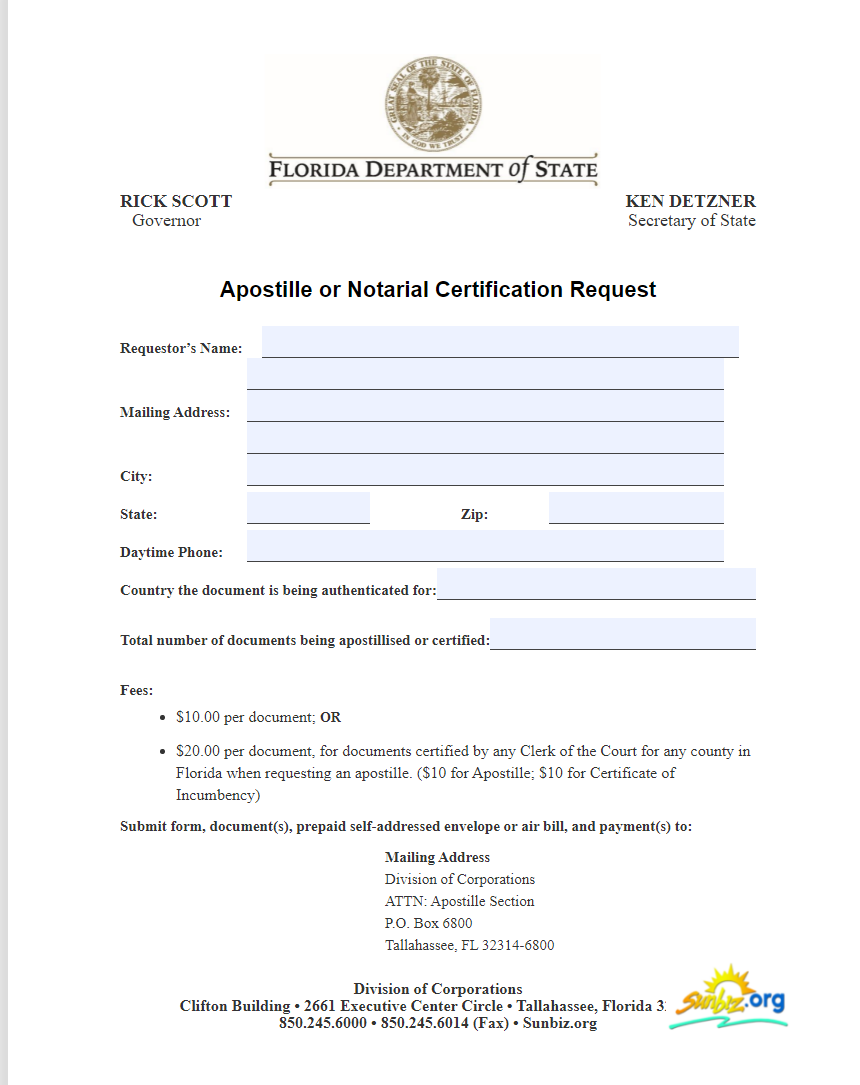 GREAT SEAL OF THE STATE OF FLORIDA
IN GOD WE TRUST
FLORIDA DEPARTMENT of STATE
RICK SCOTT
Governor
KEN DETZNER
Secretary of State
Apostille or Notarial Certification Request
Requestor’s Name:
Mailing Address:
City:
State:
Zip:
Daytime Phone:
Country the document is being authenticated for:
Total number of documents being apostillised or certified:
Fees:
• $10.00 per document; OR
• $20.00 per document, for documents certified by any Clerk of the Court for any county in
Florida when requesting an apostille. ($10 for Apostille; $10 for Certificate of
Incumbency)
Submit form, document(s), prepaid self-addressed envelope or air bill, and payment(s) to:
Mailing Address
Division of Corporations
ATTN: Apostille Section
P.O. Box 6800
Tallahassee, FL 32314-6800
Division of Corporations
Clifton Building • 2661 Executive Center Circle • Tallahassee, Florida
850.245.6000 • 850.245.6014 (Fax) • Sunbiz.org
sunbiz.org